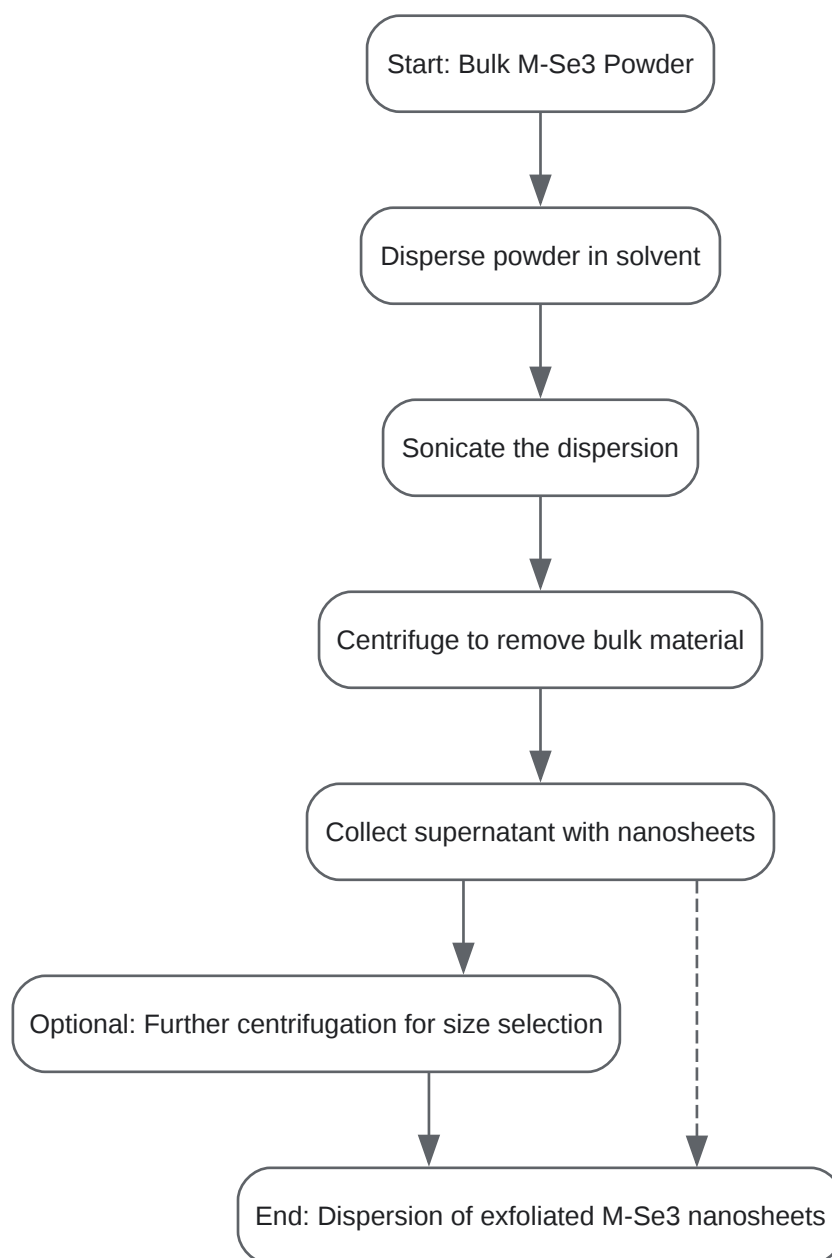 Start: Bulk M-Se3 Powder
Disperse powder in solvent
Sonicate the dispersion
Centrifuge to remove bulk material
Collect supernatant with nanosheets
Optional: Further centrifugation for size selection
End: Dispersion of exfoliated M-Se3 nanosheets